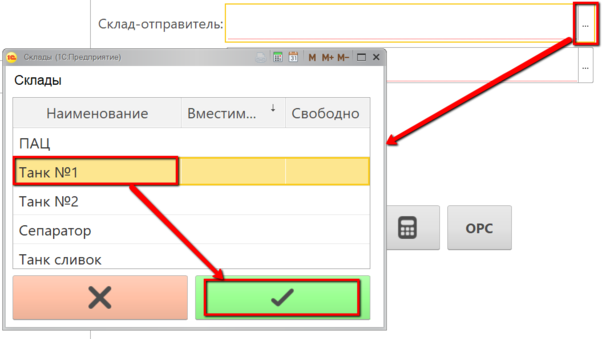 Склад-отправитель:
...
...
Склады (1С:Предприятие)
M M+ M-
Склады
Наименование Вместим... Свободно
ПАЦ
Танк №1
Танк №2
Сепаратор
Танк сливок
ОРС